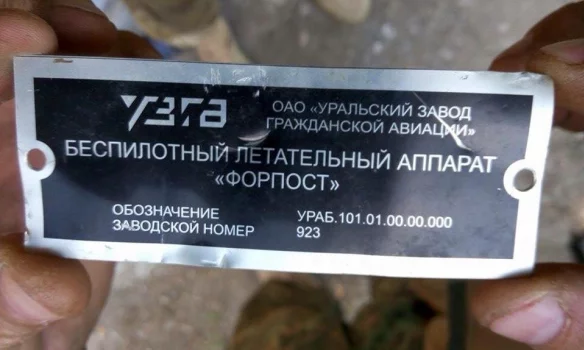 УЗГА
ОАО «УРАЛЬСКИЙ ЗАВОД
ГРАЖДАНСКОЙ АВИАЦИИ»
БЕСПИЛОТНЫЙ ЛЕТАТЕЛЬНЫЙ АППАРАТ
«ФОРПОСТ»
ОБОЗНАЧЕНИЕ УРАБ.101.01.00.00.000
ЗАВОДСКОЙ НОМЕР 923